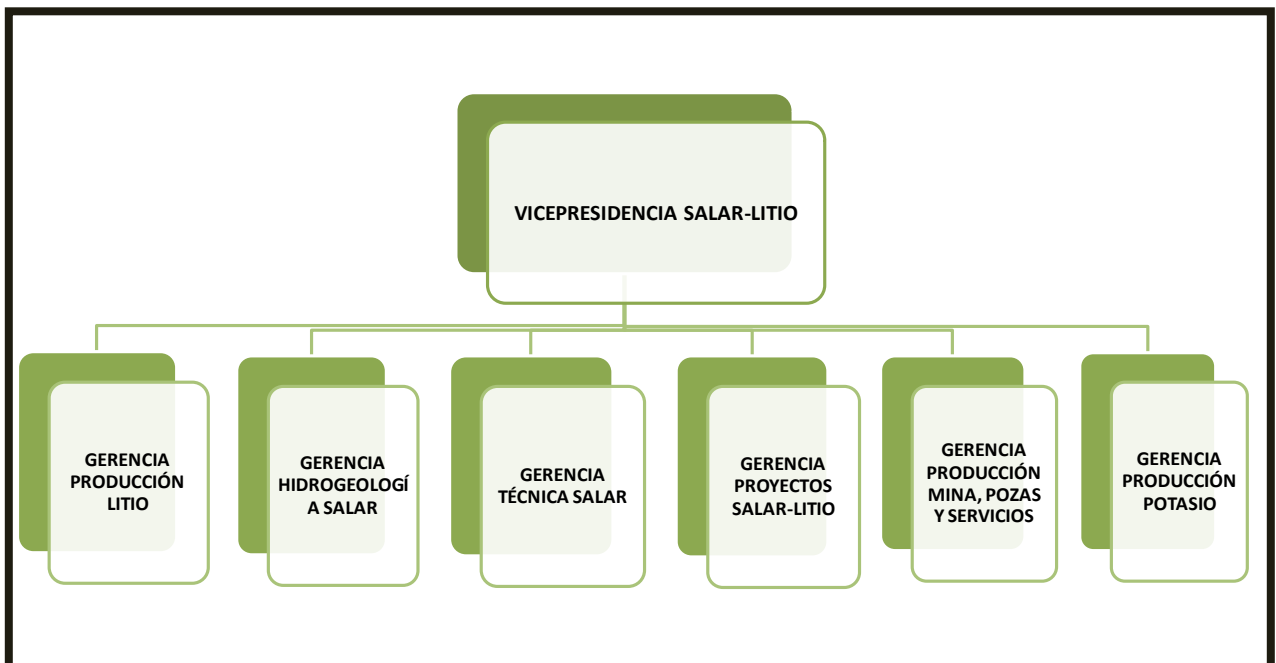 VICEPRESIDENCIA SALAR-LITIO
GERENCIA
PRODUCCIÓN
LITIO
GERENCIA
HIDROGEOLOGÍ
A SALAR
GERENCIA
TÉCNICA SALAR
GERENCIA
PROYECTOS
SALAR-LITIO
GERENCIA
PRODUCCIÓN
MINA, POZAS
Y SERVICIOS
GERENCIA
PRODUCCIÓN
POTASIO